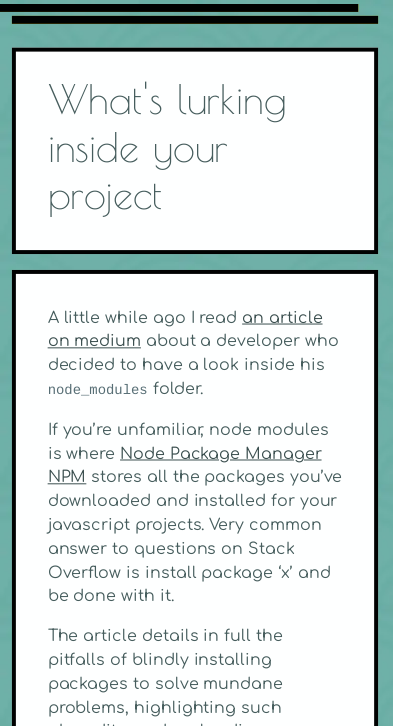 What's lurking
inside your
project
A little while ago I read an article
on medium about a developer who
decided to have a look inside his
node_modules folder.
If you’re unfamiliar, node modules
is where Node Package Manager
NPM stores all the packages you’ve
downloaded and installed for your
javascript projects. Very common
answer to questions on Stack
Overflow is install package ‘x’ and
be done with it.
The article details in full the
pitfalls of blindly installing
packages to solve mundane
problems, highlighting such